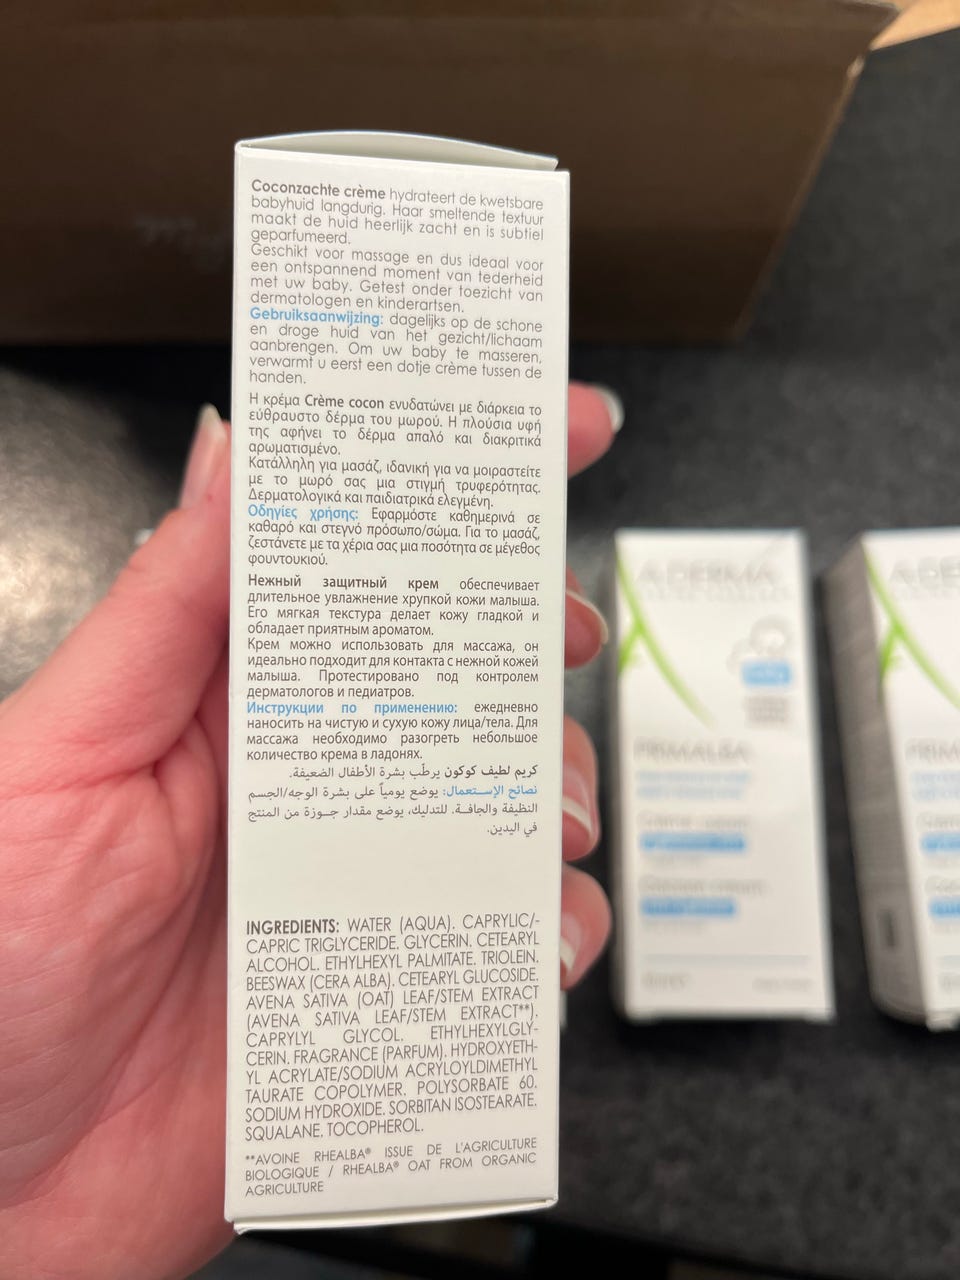 Coconzachte crème hydrateert de kwetsbare
babyhuid langdurig. Haar smeltende textuur
maakt de huid heerlijk zacht en is subtiel
geparfumeerd.
Geschikt voor massage en dus ideaal voor
een ontspannend moment van tederheid
met uw baby. Getest onder toezicht van
dermatologen en kinderartsen.
Gebruiksaanwijzing: dagelijks op de schone
en droge huid van het gezicht/lichaam
aanbrengen. Om uw baby te masseren,
verwarmt u eerst een dotje crème tussen de
handen.
Η κρέμα Crème cocon ενυδατώνει με διάρκεια το
εύθραυστο δέρμα του μωρού. Η πλούσια υφή
της αφήνει το δέρμα απαλό και διακριτικά
αρωματισμένο.
Κατάλληλη για μασάζ, ιδανική για να μοιραστείτε
με το μωρό σας μια στιγμή τρυφερότητας.
Δερματολογικά και παιδιατρικά ελεγμένη.
Οδηγίες χρήσης: Εφαρμόστε καθημερινά σε
καθαρό και στεγνό πρόσωπο/σώμα. Για το μασάζ,
ζεστάνετε με τα χέρια σας μια ποσότητα σε μέγεθος
φουντουκιού.
Нежный защитный крем обеспечивает
длительное увлажнение хрупкой кожи малыша.
Его мягкая текстура делает кожу гладкой и
обладает приятным ароматом.
Крем можно использовать для массажа, он
идеально подходит для контакта с нежной кожей
малыша. Протестировано под контролем
дерматологов и педиатров.
Инструкции по применению: ежедневно
наносить на чистую и сухую кожу лица/тела. Для
массажа необходимо разогреть небольшое
количество крема в ладонях.
كريم لطيف كوكون يرطّب بشرة الأطفال الضعيفة.
نصائح الإستعمال: يوضع يومياً على بشرة الوجه/الجسم
النظيفة والجافة. للتدليك، يوضع مقدار جوزة من المنتج
في اليدين.
INGREDIENTS: WATER (AQUA). CAPRYLIC/-
CAPRIC TRIGLYCERIDE. GLYCERIN. CETEARYL
ALCOHOL. ETHYLHEXYL PALMITATE. TRIOLEIN.
BEESWAX (CERA ALBA). CETEARYL GLUCOSIDE.
AVENA SATIVA (OAT) LEAF/STEM EXTRACT
(AVENA SATIVA LEAF/STEM EXTRACT**).
CAPRYLYL GLYCOL. ETHYLHEXYLGLY-
CERIN. FRAGRANCE (PARFUM). HYDROXYETH-
YL ACRYLATE/SODIUM ACRYLOYLDIMETHYL
TAURATE COPOLYMER. POLYSORBATE 60.
SODIUM HYDROXIDE. SORBITAN ISOSTEARATE.
SQUALANE. TOCOPHEROL.
**AVOINE RHEALBA® ISSUE DE L'AGRICULTURE
BIOLOGIQUE / RHEALBA® OAT FROM ORGANIC
AGRICULTURE
A-DERMA
PRIMALBA